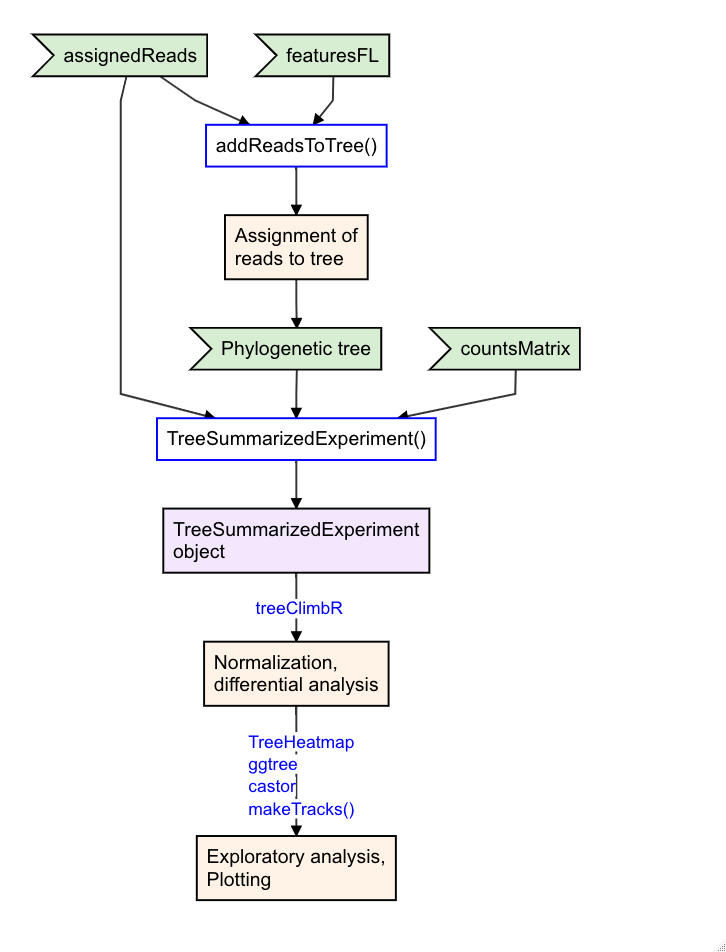 assignedReads
featuresFL
addReadsToTree()
Assignment of
reads to tree
Phylogenetic tree
countsMatrix
TreeSummarizedExperiment()
TreeSummarizedExperiment
object
treeClimbR
Normalization,
differential analysis
TreeHeatmap
ggtree
castor
makeTracks()
Exploratory analysis,
Plotting